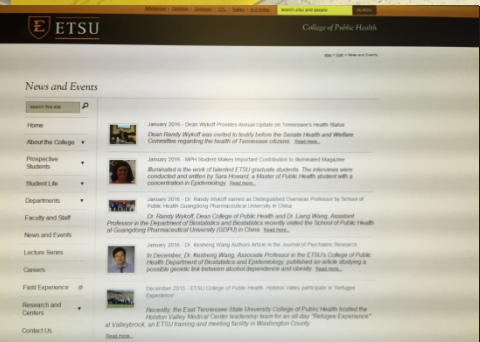 ETSU
College of Public Health
search etsu and people
News and Events
search this site
Home
About the College
Prospective
Students
Student Life
Departments
Faculty and Staff
News and Events
Lecture Series
Careers
Field Experience
Research and
Centers
Contact Us
January 2016 - Dean Wykoff Provides Annual Update on Tennessee's Health Status
Dean Randy Wykoff was invited to testify before the Senate Health and Welfare
Committee regarding the health of Tennessee citizens. Read more...
January 2016 - MPH Student Makes Important Contribution to Illuminated Magazine
Illuminated is the work of talented ETSU graduate students. The interviews were
conducted and written by Sara Howard, a Master of Public Health student with a
concentration in Epidemiology. Read more...
January 2016 - Dr. Randy Wykoff named as Distinguished Overseas Professor by School of
Public Health Guangdong Pharmaceutical University in China
Dr. Randy Wykoff, Dean College of Public Health and Dr. Liang Wang, Assistant
Professor in the Department of Biostatistics and Biostatistics recently visited the School of Public Health
at Guangdong Pharmaceutical University (GDPU) in China. Read more...
January 2016 - Dr. Kesheng Wang Authors Article in the Journal of Psychiatric Research
In December, Dr. Kesheng Wang, Associate Professor in the ETSU's College of Public
Health Department of Biostatistics and Epidemiology, published an article studying a
possible genetic link between alcohol dependence and obesity. Read more...
December 2015 - ETSU College of Public Health, Holston Valley participate in 'Refugee
Experience'
Recently, the East Tennessee State University College of Public Health hosted the
Holston Valley Medical Center leadership team for an all day "Refugee Experience"
at Valleybrook, an ETSU training and meeting facility in Washington County.
Read more...